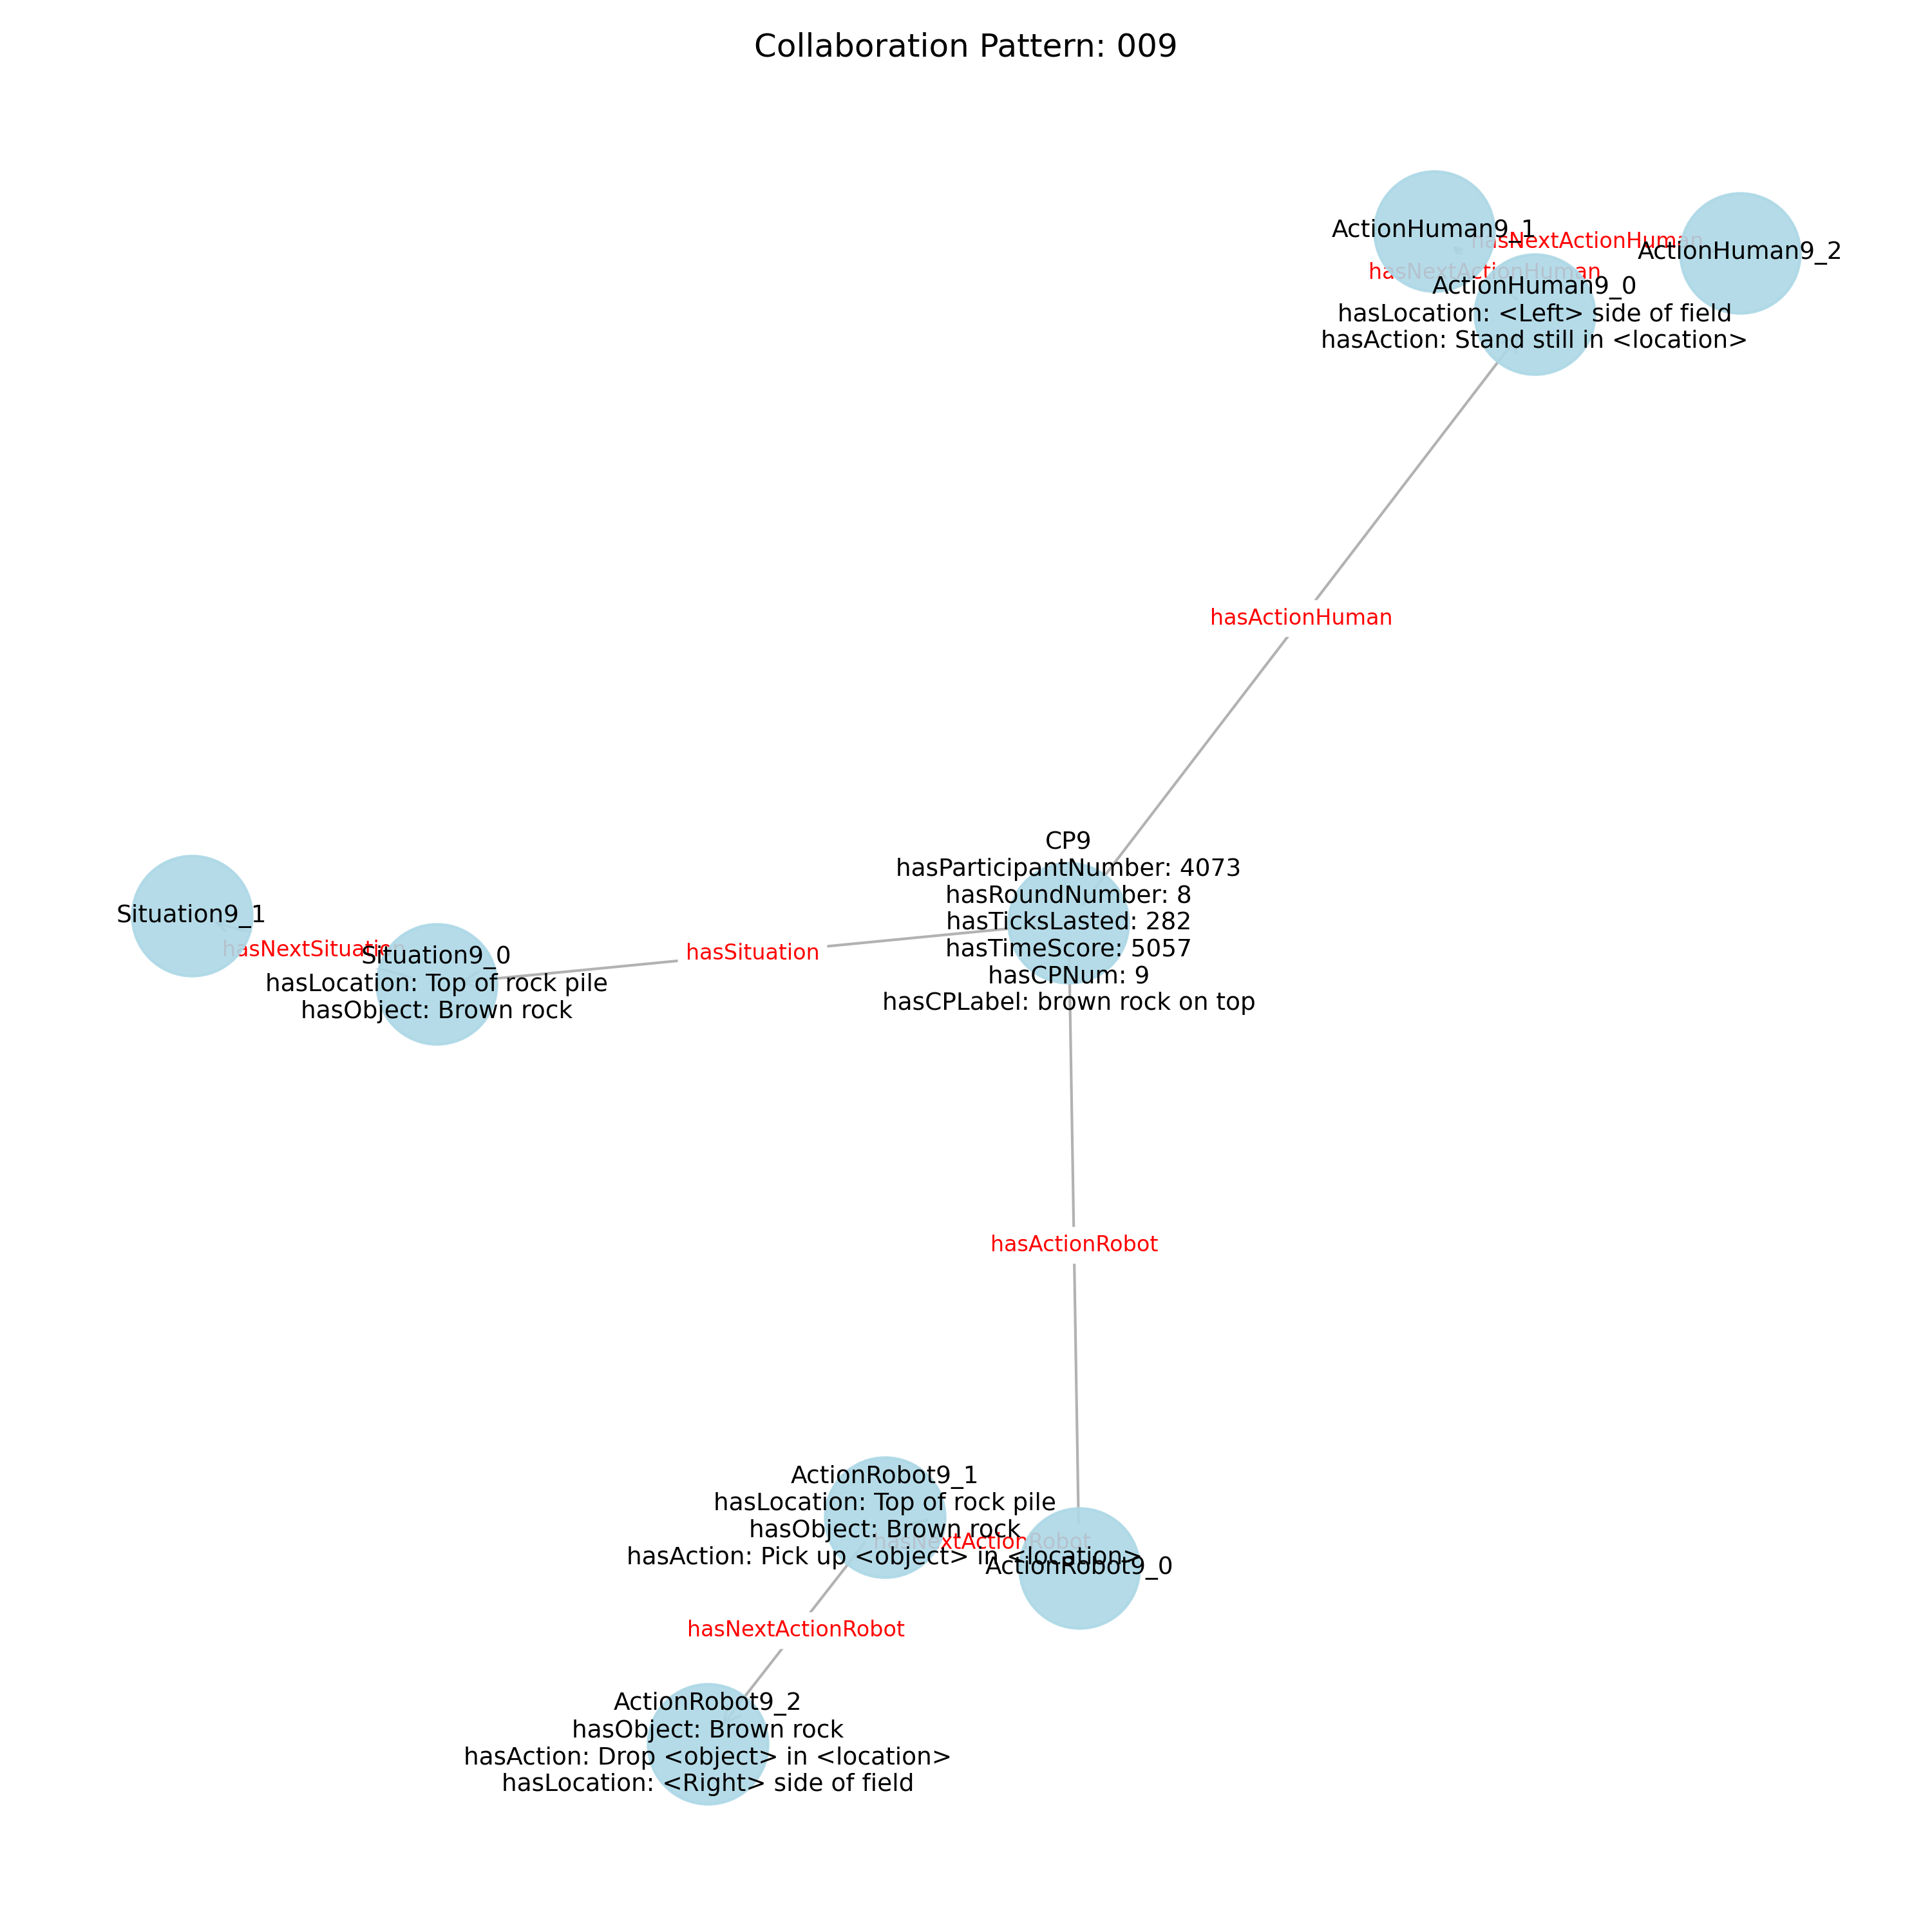 Collaboration Pattern: 009
ActionHuman9_1
hasNextActionHuman
ActionHuman9_2
hasNextActionHuman
ActionHuman9_0
hasLocation: <Left> side of field
hasAction: Stand still in <location>
hasActionHuman
CP9
hasParticipantNumber: 4073
hasRoundNumber: 8
hasTicksLasted: 282
hasTimeScore: 5057
hasCPNum: 9
hasCPLabel: brown rock on top
Situation9_1
hasNextSituation
Situation9_0
hasLocation: Top of rock pile
hasObject: Brown rock
hasSituation
hasActionRobot
ActionRobot9_1
hasLocation: Top of rock pile
hasObject: Brown rock
hasAction: Pick up <object> in <location>
hasNextActionRobot
ActionRobot9_0
hasNextActionRobot
ActionRobot9_2
hasObject: Brown rock
hasAction: Drop <object> in <location>
hasLocation: <Right> side of field